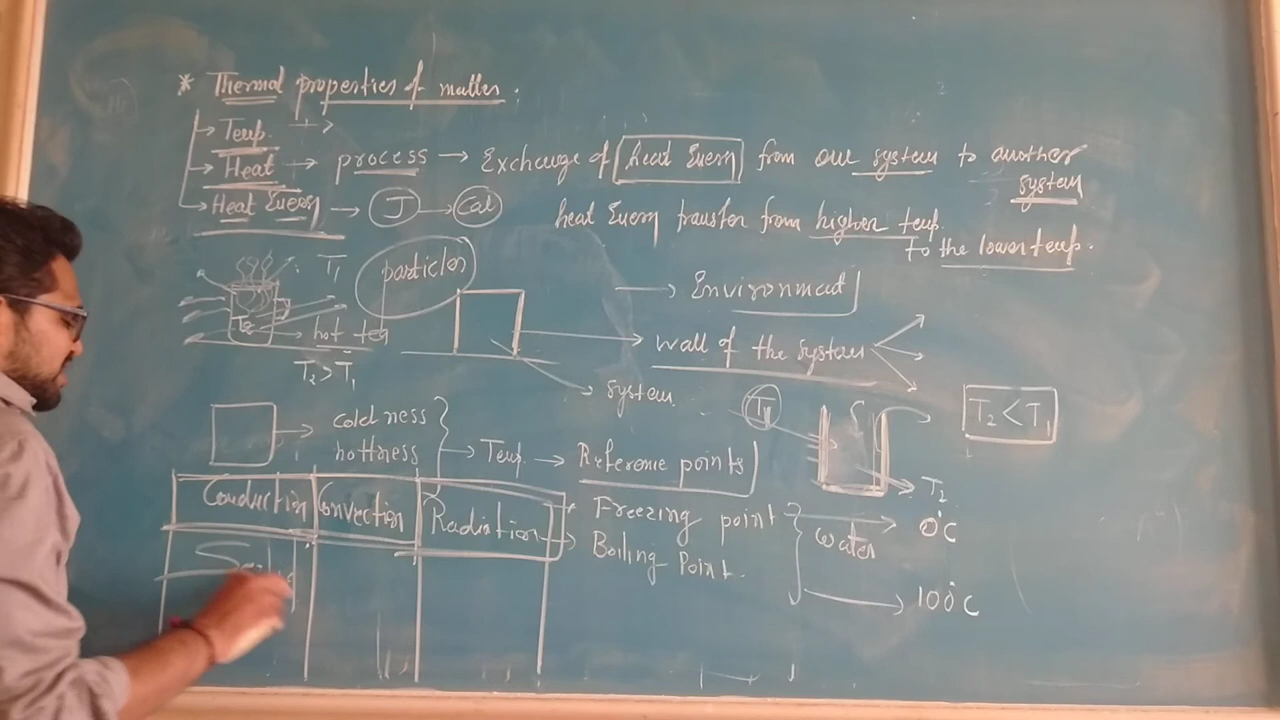 * Thermal properties of matter.
Temp. →
Heat → process → Exchange of heat Energy from one system to another system
Heat Energy → J → Cal
heat Energy transfer from higher temp. to the lower temp.
T₁ particles
→ Environment
T₂ → hot tea
→ wall of the system
T₂ > T₁
→ system
T₂ < T₁
coldness
hotness
→ Temp. → Reference points
T₂
Conduction Convection Radiation
→ Freezing point
→ Boiling Point.
water
→ 0°C
→ 100°C